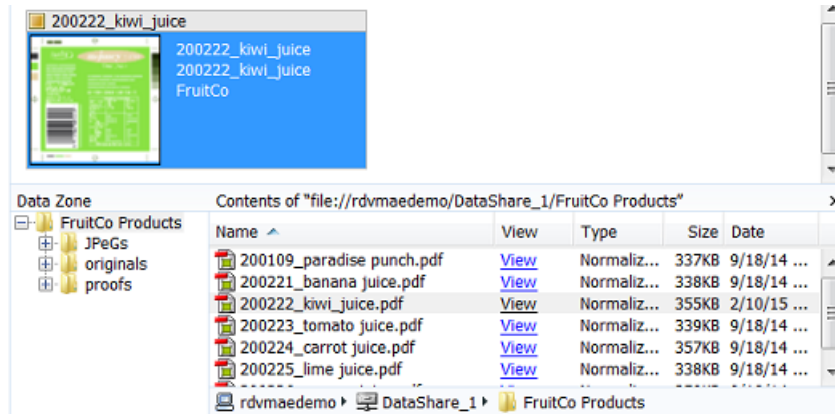 200222_kiwi_juice
200222_kiwi_juice
200222_kiwi_juice
FruitCo
Data Zone
Contents of "file://rdvmaedemo/DataShare_1/FruitCo Products"
FruitCo Products
JPeGs
originals
proofs
Name View Type Size Date
200109_paradise punch.pdf View Normaliz... 337KB 9/18/14 ...
200221_banana juice.pdf View Normaliz... 338KB 9/18/14 ...
200222_kiwi_juice.pdf View Normaliz... 355KB 2/10/15 ...
200223_tomato juice.pdf View Normaliz... 339KB 9/18/14 ...
200224_carrot juice.pdf View Normaliz... 357KB 9/18/14 ...
200225_lime juice.pdf View Normaliz... 338KB 9/18/14 ...
rdvmaedemo DataShare_1 FruitCo Products